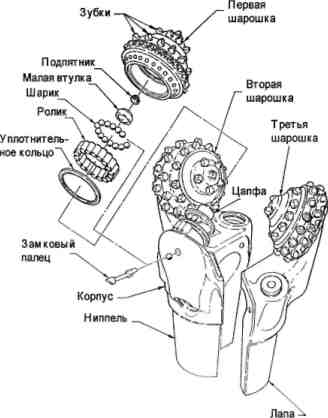 Зубки
Первая
шарошка
Подпятник
Малая втулка
Шарик
Ролик
Уплотнитель-
ное кольцо
Вторая
шарошка
Третья
шарошка
Цапфа
Замковый
палец
Корпус
Ниппель
Лапа